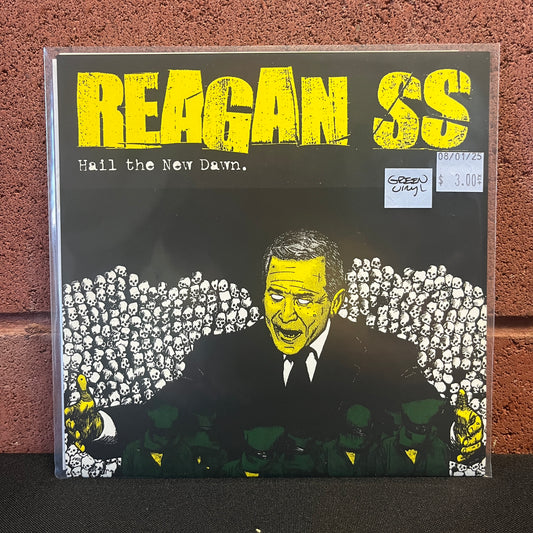 REAGAN SS
Hail the New Dawn.
08/01/25
GREEN
vinyl
$ 3.00